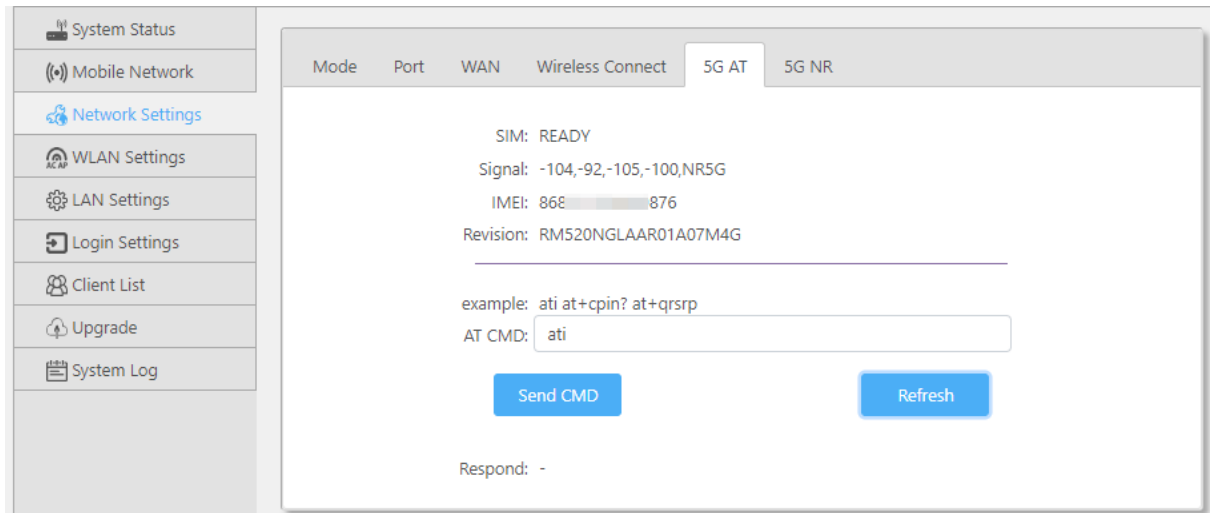 System Status
Mobile Network
Network Settings
AC AP WLAN Settings
LAN Settings
Login Settings
Client List
Upgrade
System Log
Mode Port WAN Wireless Connect 5G AT 5G NR
SIM: READY
Signal: -104,-92,-105,-100,NR5G
IMEI: 868 876
Revision: RM520NGLAAR01A07M4G
example: ati at+cpin? at+qrsrp
AT CMD: ati
Send CMD Refresh
Respond: -